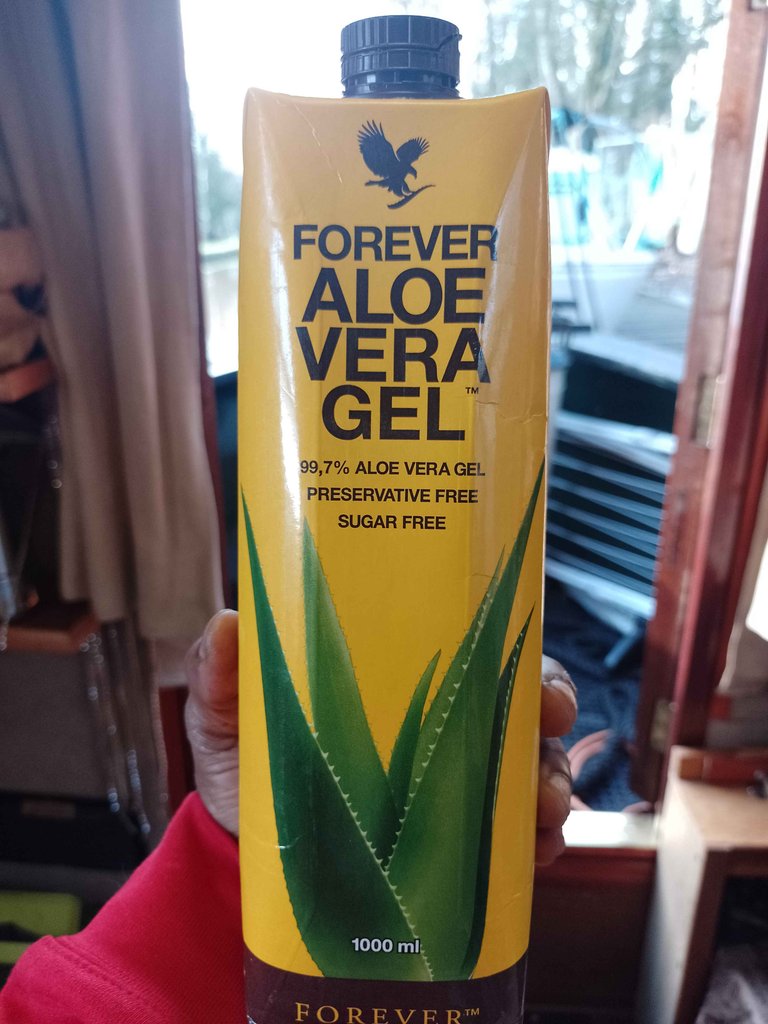 FOREVER
ALOE
VERA
GEL™
99,7% ALOE VERA GEL
PRESERVATIVE FREE
SUGAR FREE
1000 ml
FOREVER™